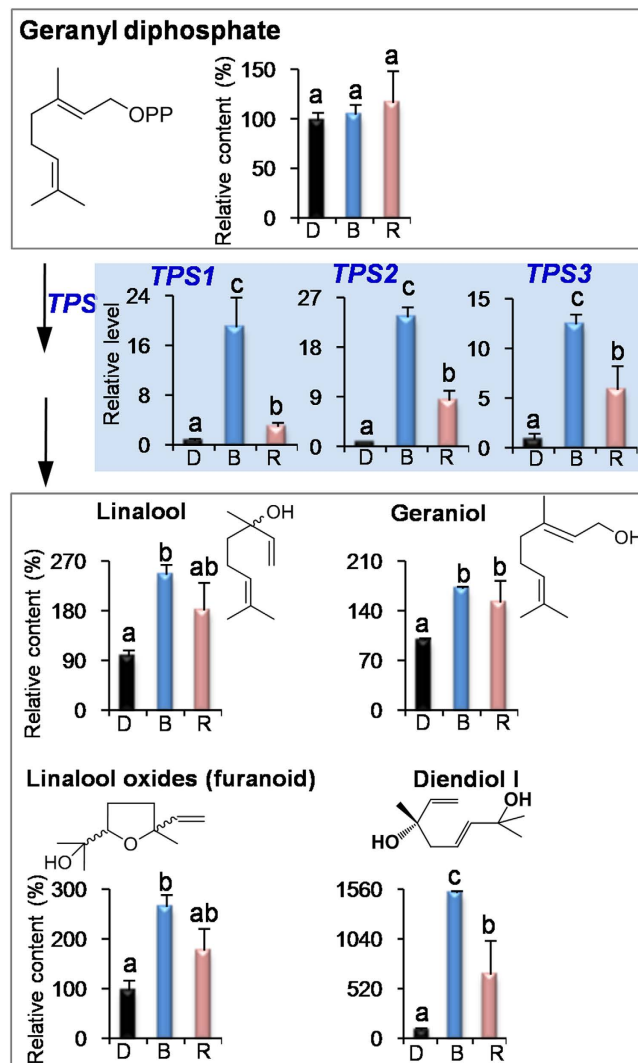 Geranyl diphosphate
OPP
Relative content (%)
150
100
50
0
a a a
D B R
TPS
TPS1
Relative level
24
16
8
0
a c b
D B R
TPS2
27
18
9
0
a c b
D B R
TPS3
15
10
5
0
a c b
D B R
Linalool
OH
Relative content (%)
270
180
90
0
a b ab
D B R
Geraniol
OH
210
140
70
0
a b b
D B R
Linalool oxides (furanoid)
HO
O
Relative content (%)
300
200
100
0
a b ab
D B R
Diendiol I
OH
HO
1560
1040
520
0
a c b
D B R